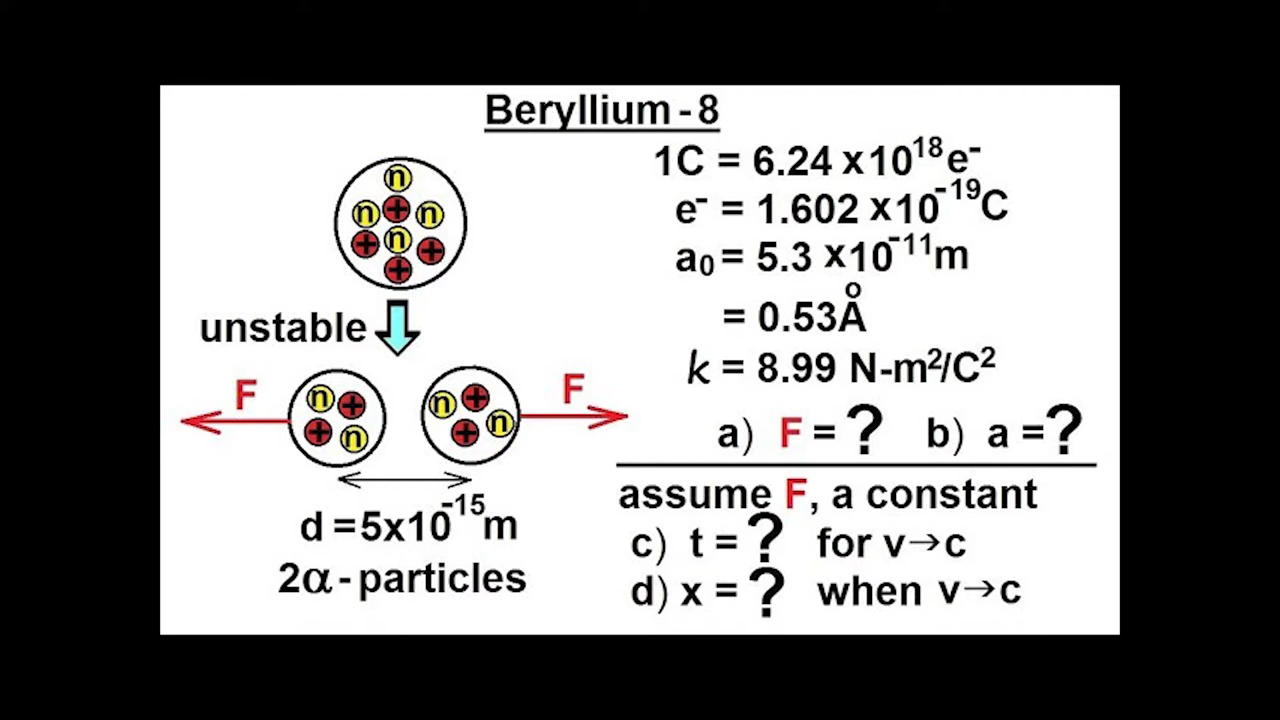 Beryllium - 8
1C = 6.24 x10¹⁸ e⁻
e⁻ = 1.602 x10⁻¹⁹C
a₀ = 5.3 x10⁻¹¹m
= 0.53Å
k = 8.99 N-m²/C²
a) F = ? b) a = ?
assume F, a constant
c) t = ? for v→c
d) x = ? when v→c
n
n + n
+ n +
+
unstable
F F
n + n + n
+ n + n
d = 5x10⁻¹⁵m
2α - particles